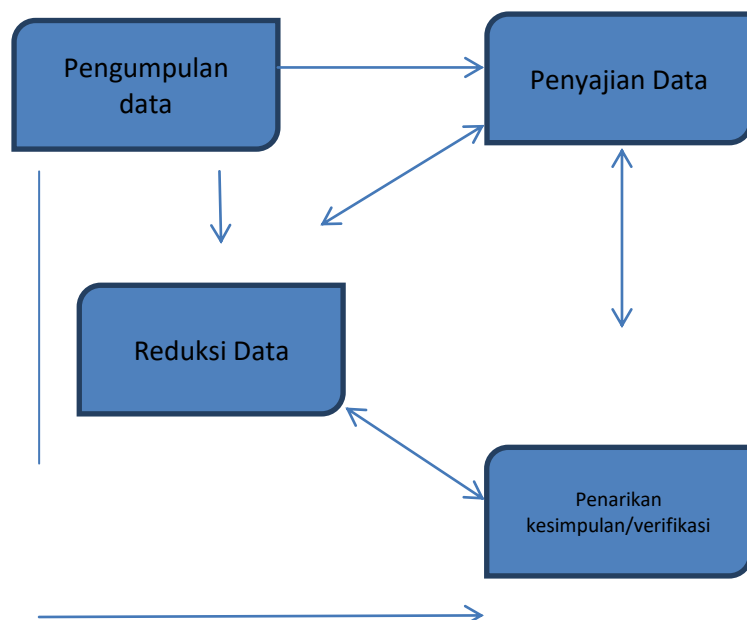 Pengumpulan
data
Penyajian Data
Reduksi Data
Penarikan
kesimpulan/verifikasi